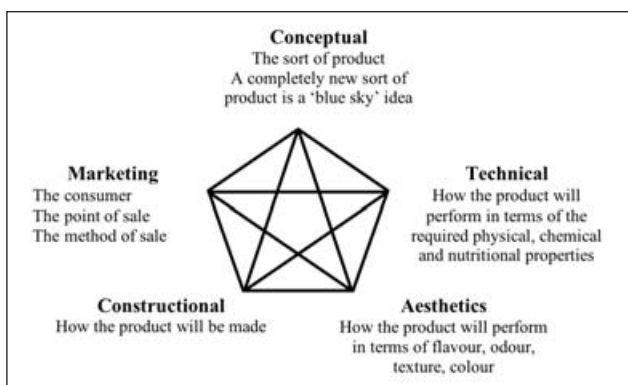 Conceptual
The sort of product
A completely new sort of
product is a ‘blue sky’ idea
Marketing
The consumer
The point of sale
The method of sale
Technical
How the product will
perform in terms of the
required physical, chemical
and nutritional properties
Constructional
How the product will be made
Aesthetics
How the product will perform
in terms of flavour, odour,
texture, colour